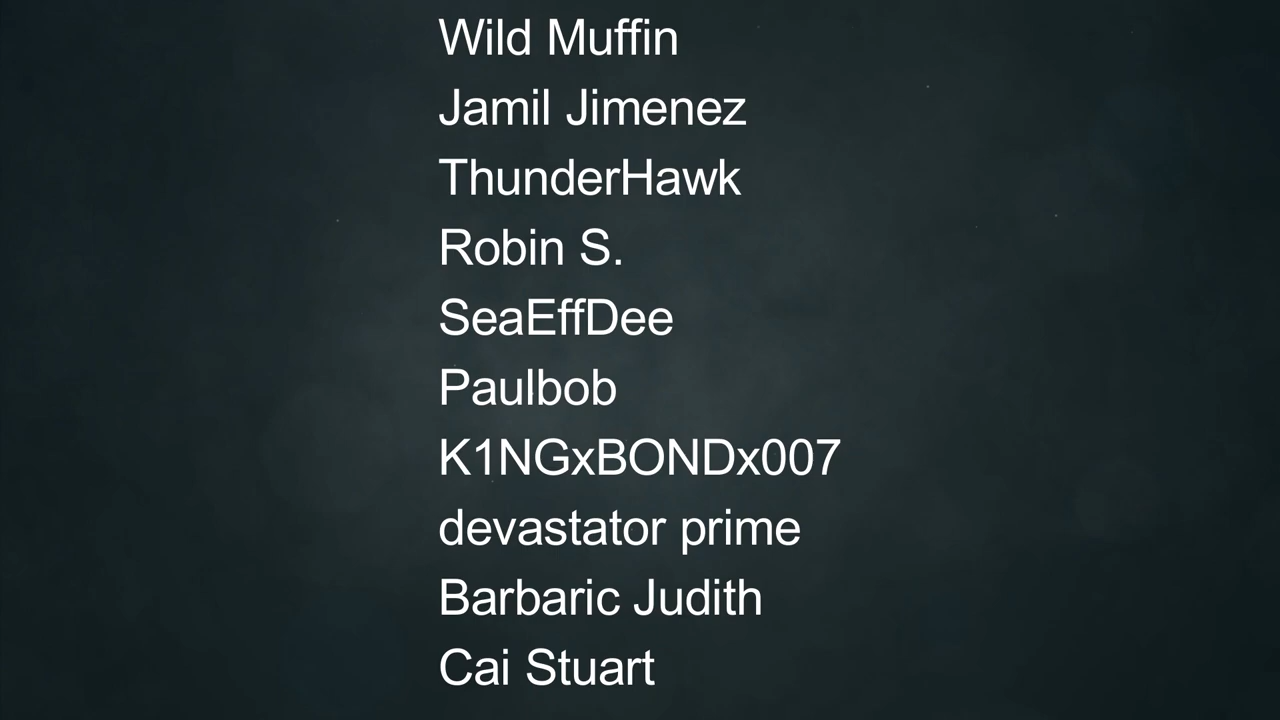 Wild Muffin
Jamil Jimenez
ThunderHawk
Robin S.
SeaEffDee
Paulbob
K1NGxBONDx007
devastator prime
Barbaric Judith
Cai Stuart